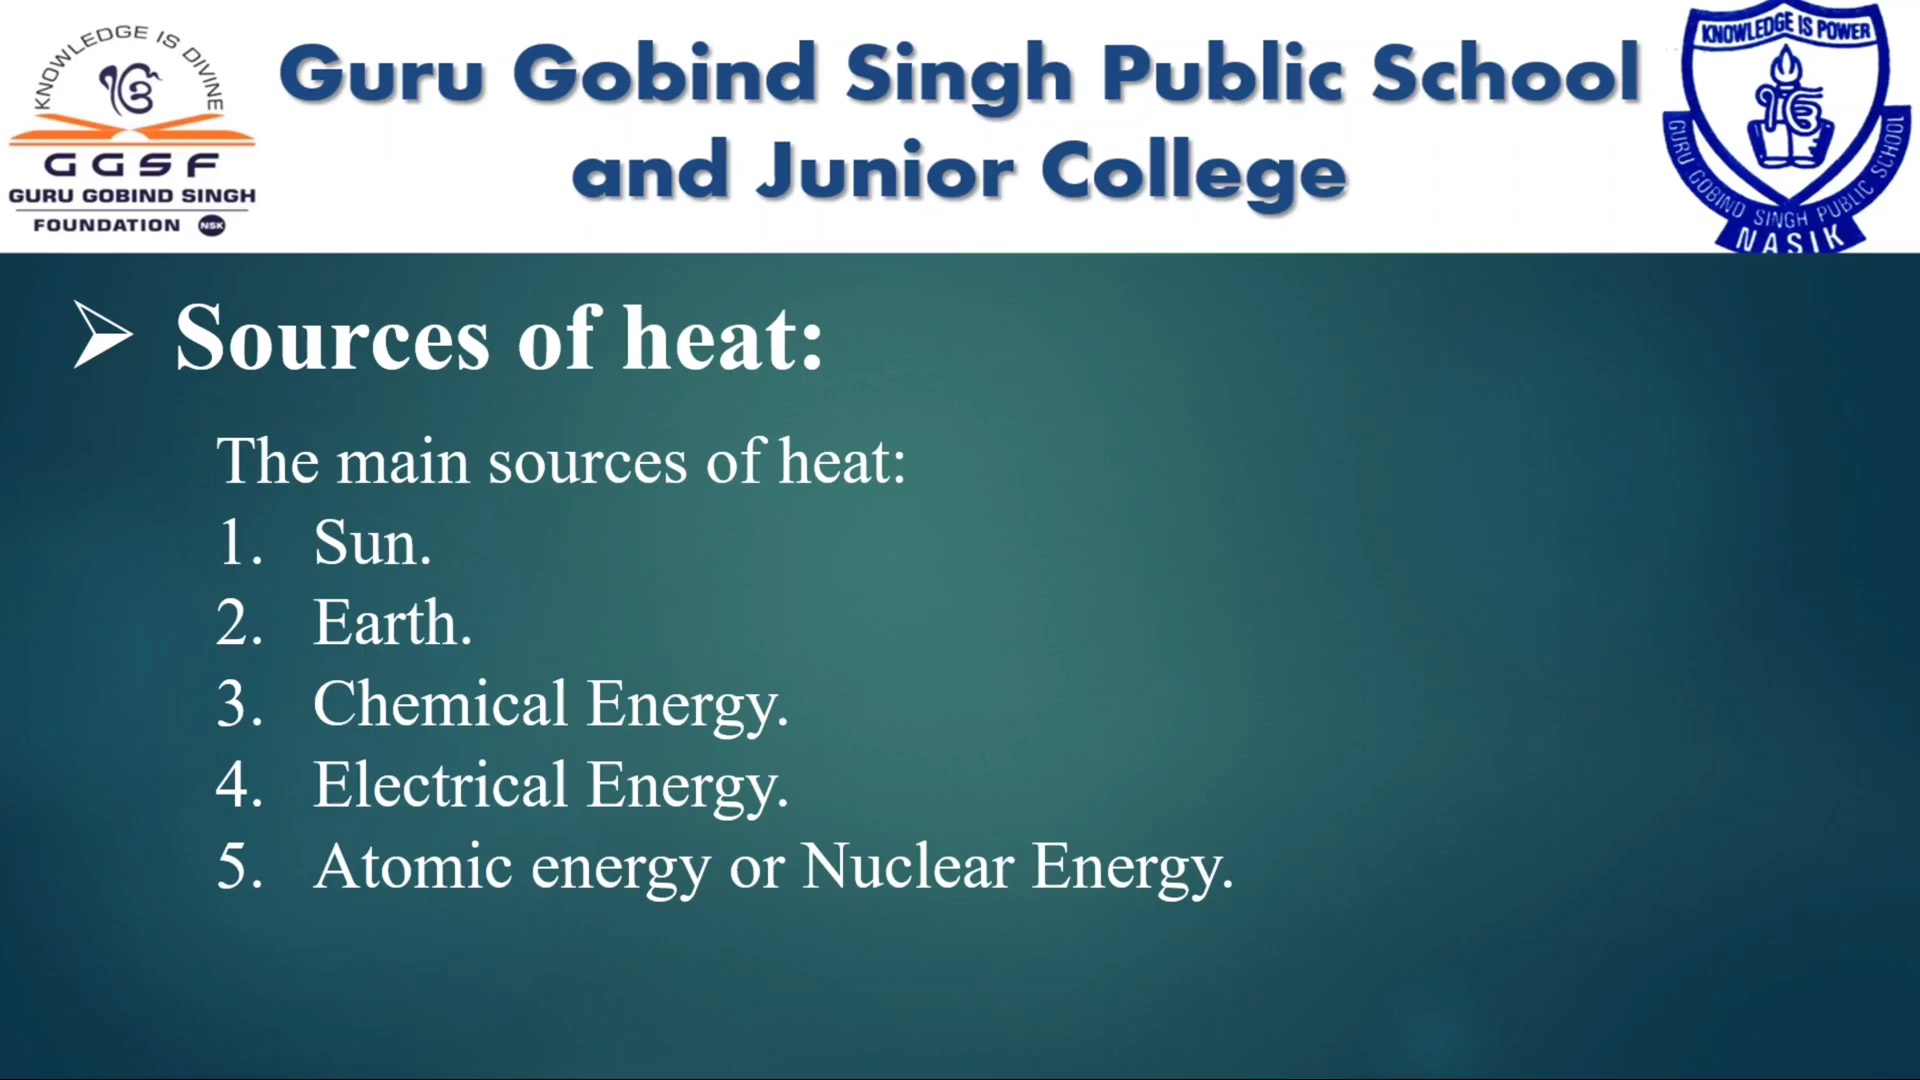 KNOWLEDGE IS DIVINE
GGSF
GURU GOBIND SINGH
FOUNDATION NSK
Guru Gobind Singh Public School
and Junior College
KNOWLEDGE IS POWER
ੴ
GURU GOBIND SINGH PUBLIC SCHOOL
NASIK
➢ Sources of heat:
The main sources of heat:
1. Sun.
2. Earth.
3. Chemical Energy.
4. Electrical Energy.
5. Atomic energy or Nuclear Energy.